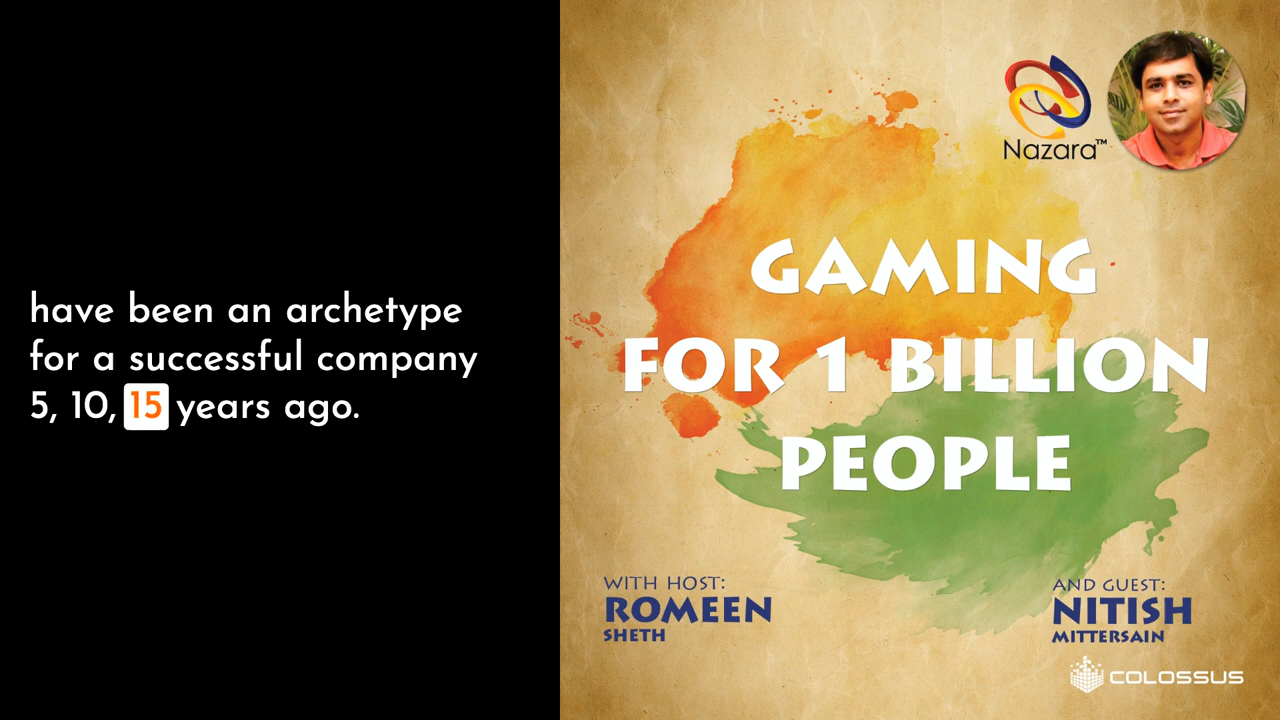 have been an archetype
for a successful company
5, 10, 15 years ago.
Nazara™
GAMING
FOR 1 BILLION
PEOPLE
WITH HOST:
ROMEEN
SHETH
AND GUEST:
NITISH
MITTERSAIN
COLOSSUS